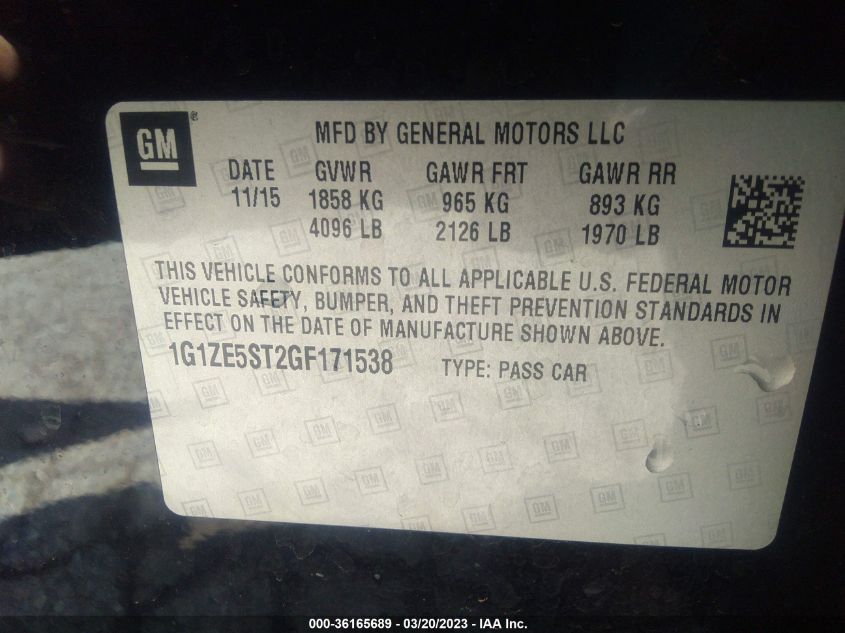 GM ®
MFD BY GENERAL MOTORS LLC
DATE GVWR GAWR FRT GAWR RR
11/15 1858 KG 965 KG 893 KG
4096 LB 2126 LB 1970 LB
THIS VEHICLE CONFORMS TO ALL APPLICABLE U.S. FEDERAL MOTOR
VEHICLE SAFETY, BUMPER, AND THEFT PREVENTION STANDARDS IN
EFFECT ON THE DATE OF MANUFACTURE SHOWN ABOVE.
1G1ZE5ST2GF171538 TYPE: PASS CAR
000-36165689 - 03/20/2023 - IAA Inc.